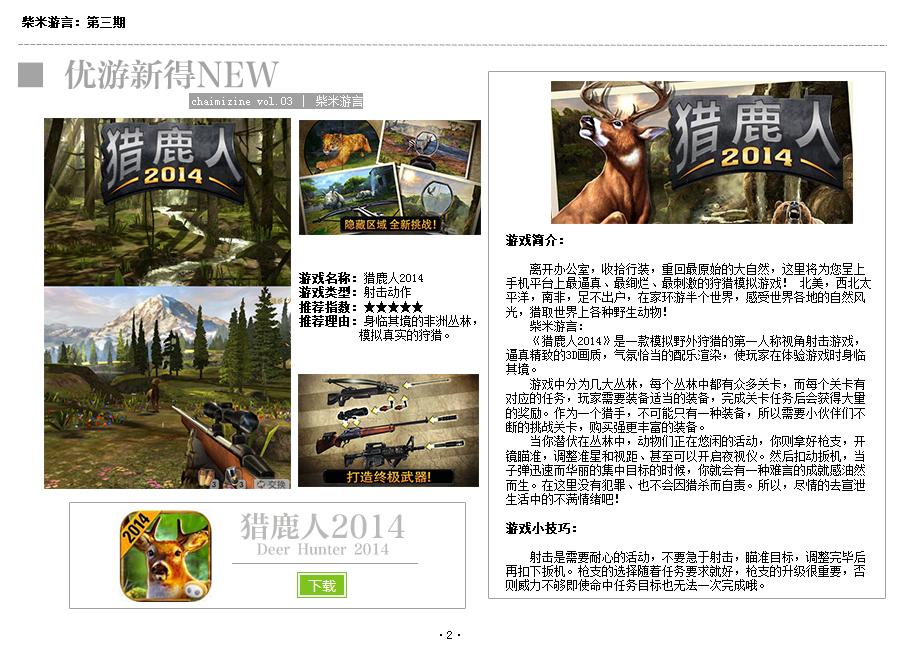 柴米游言：第三期
优游新得NEW
chaimizine vol.03 | 柴米游言
猎鹿人
2014
隐藏区域 全新挑战!
游戏名称：猎鹿人2014
游戏类型：射击动作
推荐指数：★★★★★
推荐理由：身临其境的非洲丛林，
模拟真实的狩猎。
3
3
交换
打造终极武器!
2014
猎鹿人2014
Deer Hunter 2014
下载
猎鹿人
2014
游戏简介：
离开办公室，收拾行装，重回最原始的大自然，这里将为您呈上
手机平台上最逼真、最绚烂、最刺激的狩猎模拟游戏！ 北美，西北太
平洋，南非，足不出户，在家环游半个世界，感受世界各地的自然风
光，猎取世界上各种野生动物！
柴米游言：
《猎鹿人2014》是一款模拟野外狩猎的第一人称视角射击游戏，
逼真精致的3D画质，气氛恰当的配乐渲染，使玩家在体验游戏时身临
其境。
游戏中分为几大丛林，每个丛林中都有众多关卡，而每个关卡有
对应的任务，玩家需要装备适当的装备，完成关卡任务后会获得大量
的奖励。作为一个猎手，不可能只有一种装备，所以需要小伙伴们不
断的挑战关卡，购买强更丰富的装备。
当你潜伏在丛林中，动物们正在悠闲的活动，你则拿好枪支，开
镜瞄准，调整准星和视距、甚至可以开启夜视仪。然后扣动扳机，当
子弹迅速而华丽的集中目标的时候，你就会有一种难言的成就感油然
而生。在这里没有犯罪、也不会因猎杀而自责。所以，尽情的去宣泄
生活中的不满情绪吧！
游戏小技巧：
射击是需要耐心的活动，不要急于射击，瞄准目标，调整完毕后
再扣下扳机。枪支的选择随着任务要求就好，枪支的升级很重要，否
则威力不够即使命中任务目标也无法一次完成哦。
·2·